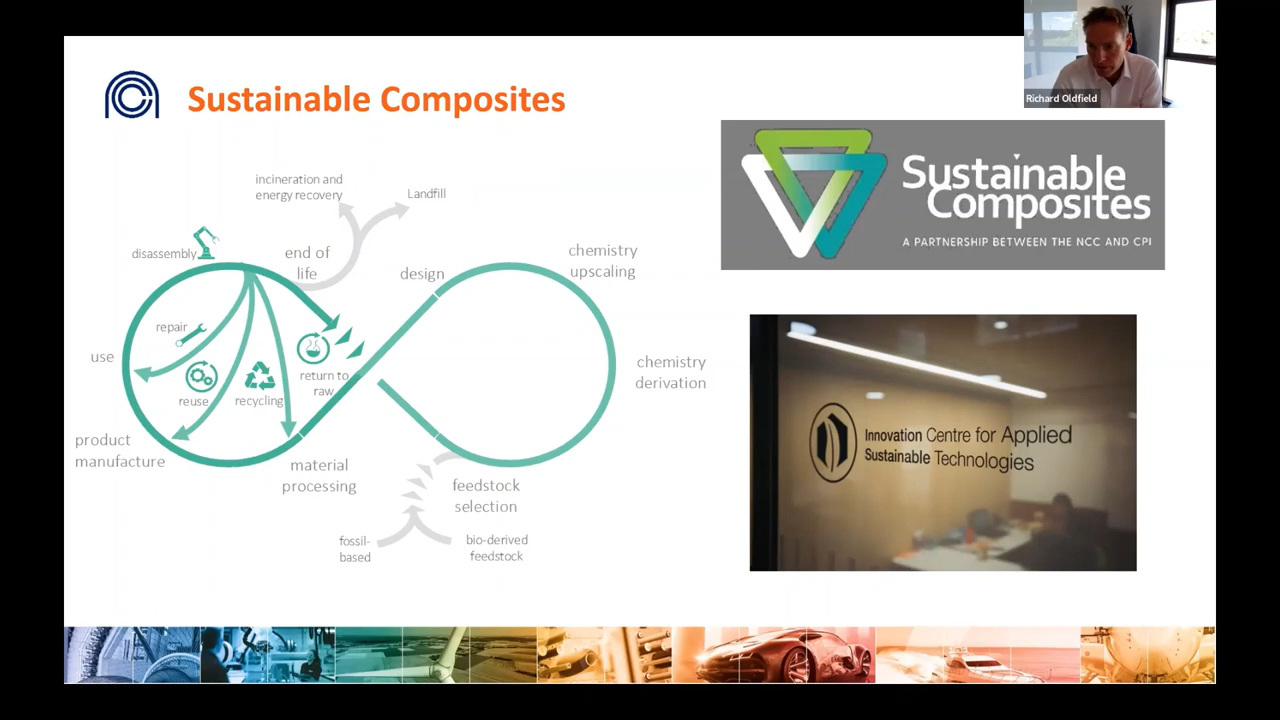 Sustainable Composites
Richard Oldfield
incineration and
energy recovery
Landfill
disassembly
end of
life
design
chemistry
upscaling
repair
use
reuse
recycling
return to
raw
chemistry
derivation
product
manufacture
material
processing
feedstock
selection
fossil-
based
bio-derived
feedstock
Sustainable
Composites
A PARTNERSHIP BETWEEN THE NCC AND CPI
Innovation Centre for Applied
Sustainable Technologies